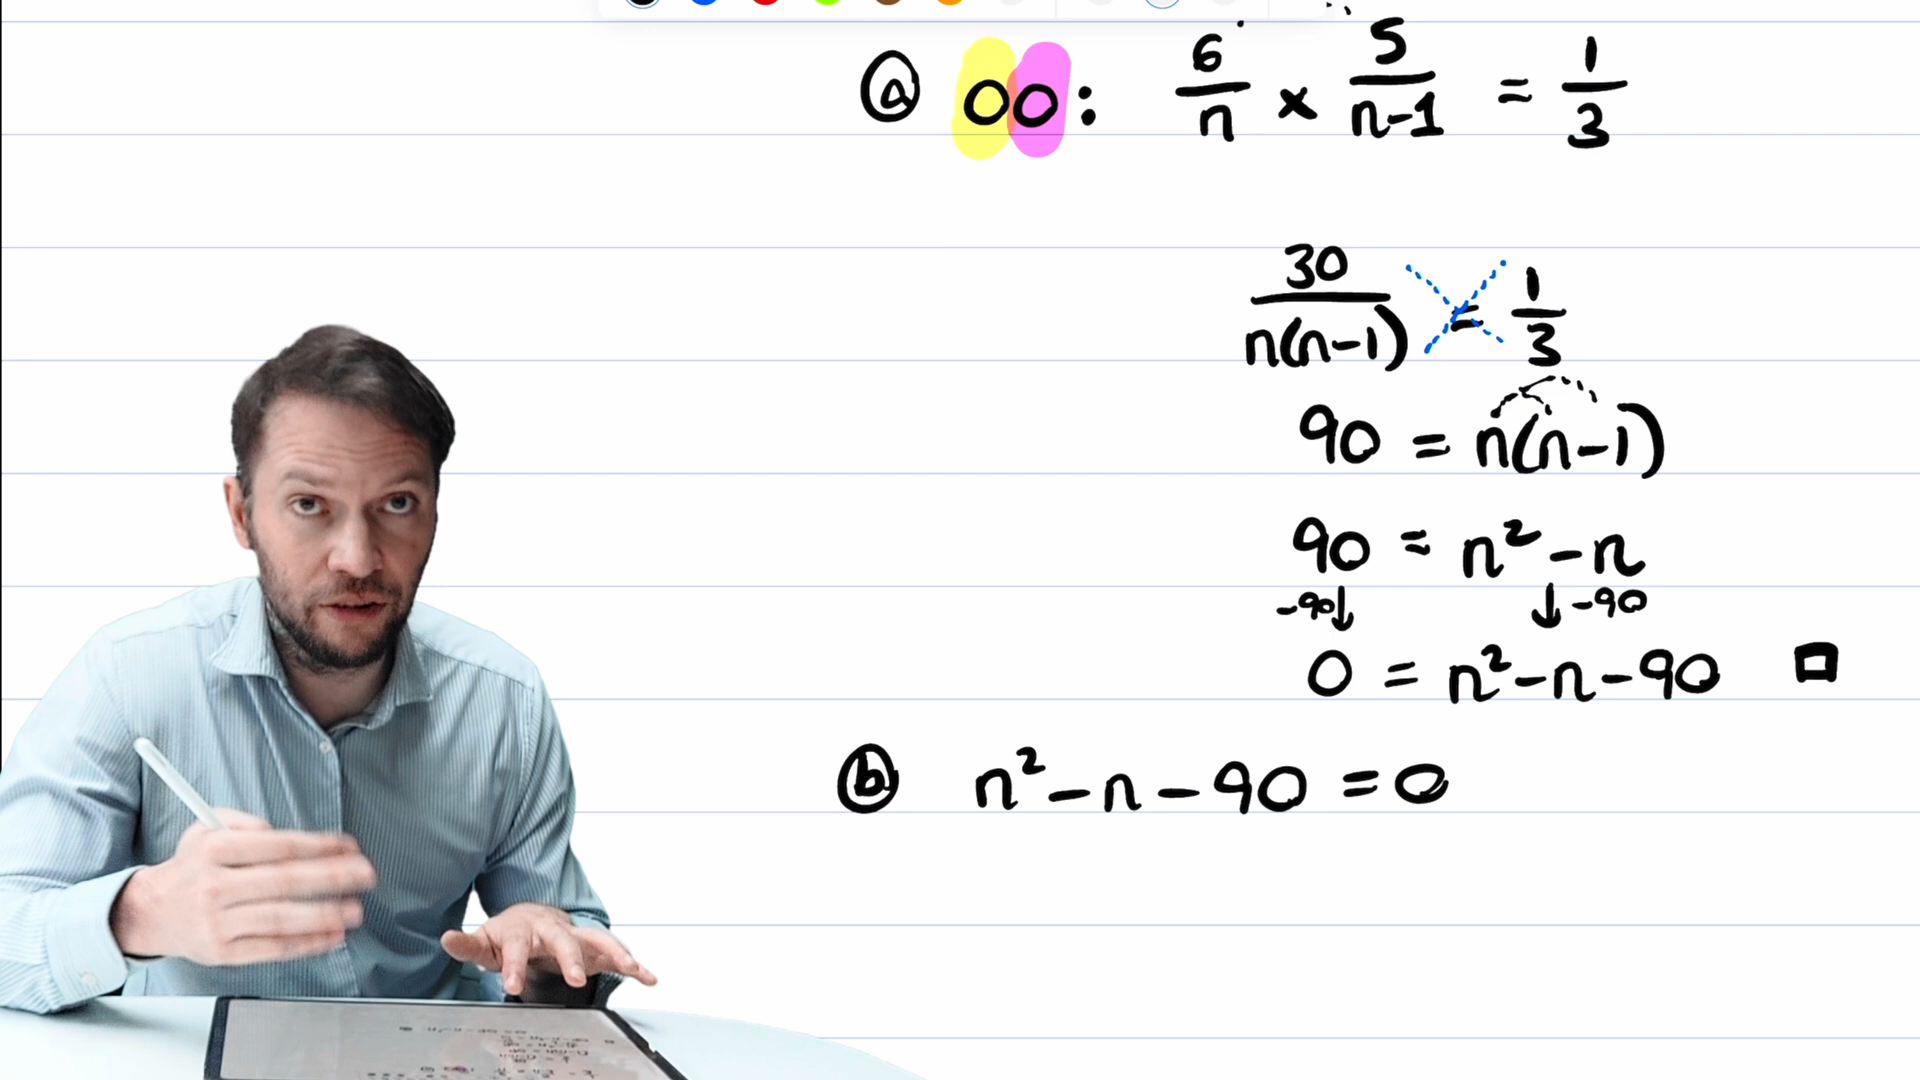 ⓐ OO: 6/n × 5/n-1 = 1/3
30/n(n-1) = 1/3
90 = n(n-1)
90 = n² - n
-90↓ ↓-90
0 = n² - n - 90 □
ⓑ n² - n - 90 = 0